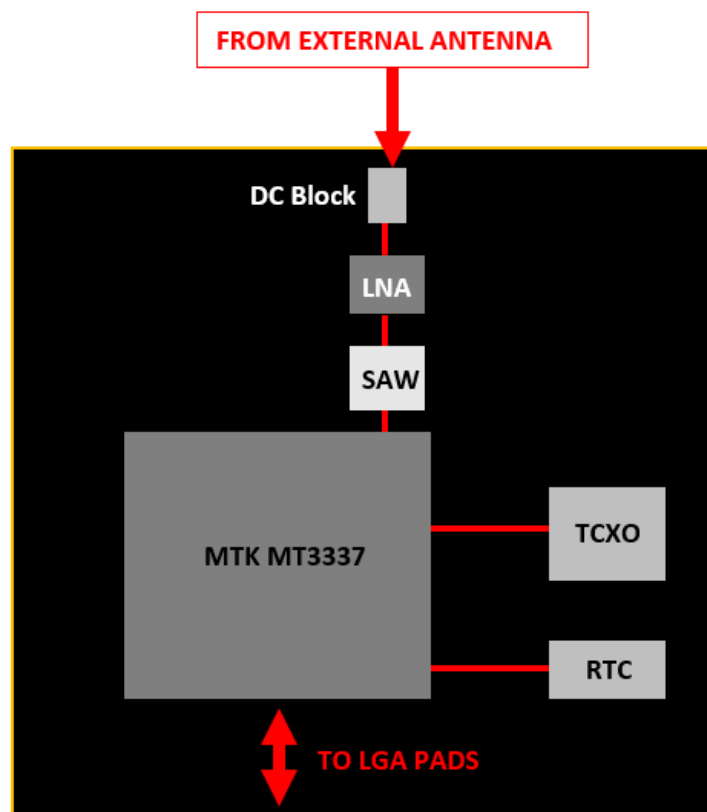 FROM EXTERNAL ANTENNA
DC Block
LNA
SAW
TCXO
MTK MT3337
RTC
TO LGA PADS